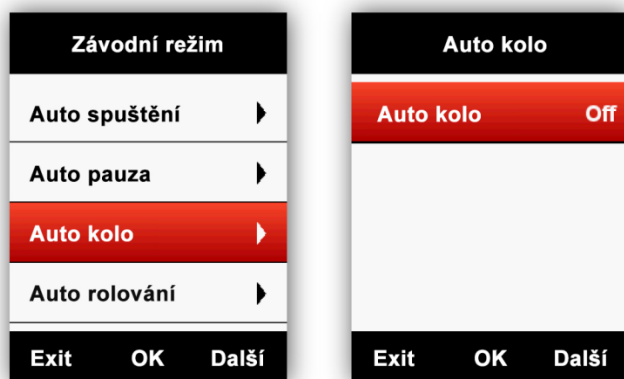 Závodní režim
Auto spuštění
Auto pauza
Auto kolo
Auto rolování
Exit OK Další
Auto kolo
Auto kolo Off
Exit OK Další